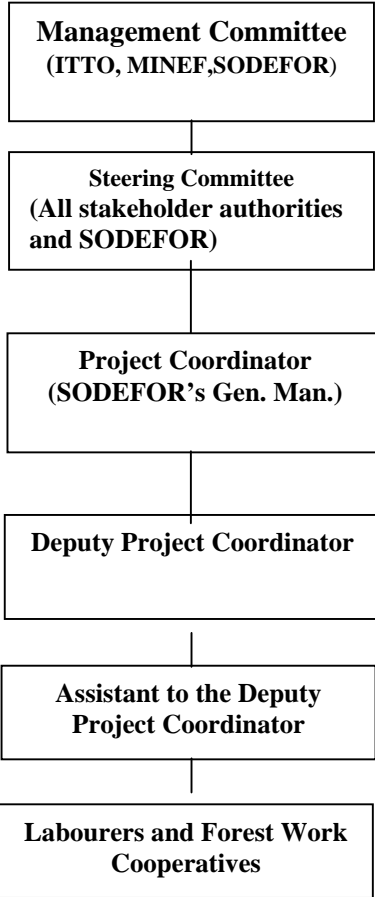 Management Committee
(ITTO, MINEF,SODEFOR)
Steering Committee
(All stakeholder authorities
and SODEFOR)
Project Coordinator
(SODEFOR’s Gen. Man.)
Deputy Project Coordinator
Assistant to the Deputy
Project Coordinator
Labourers and Forest Work
Cooperatives